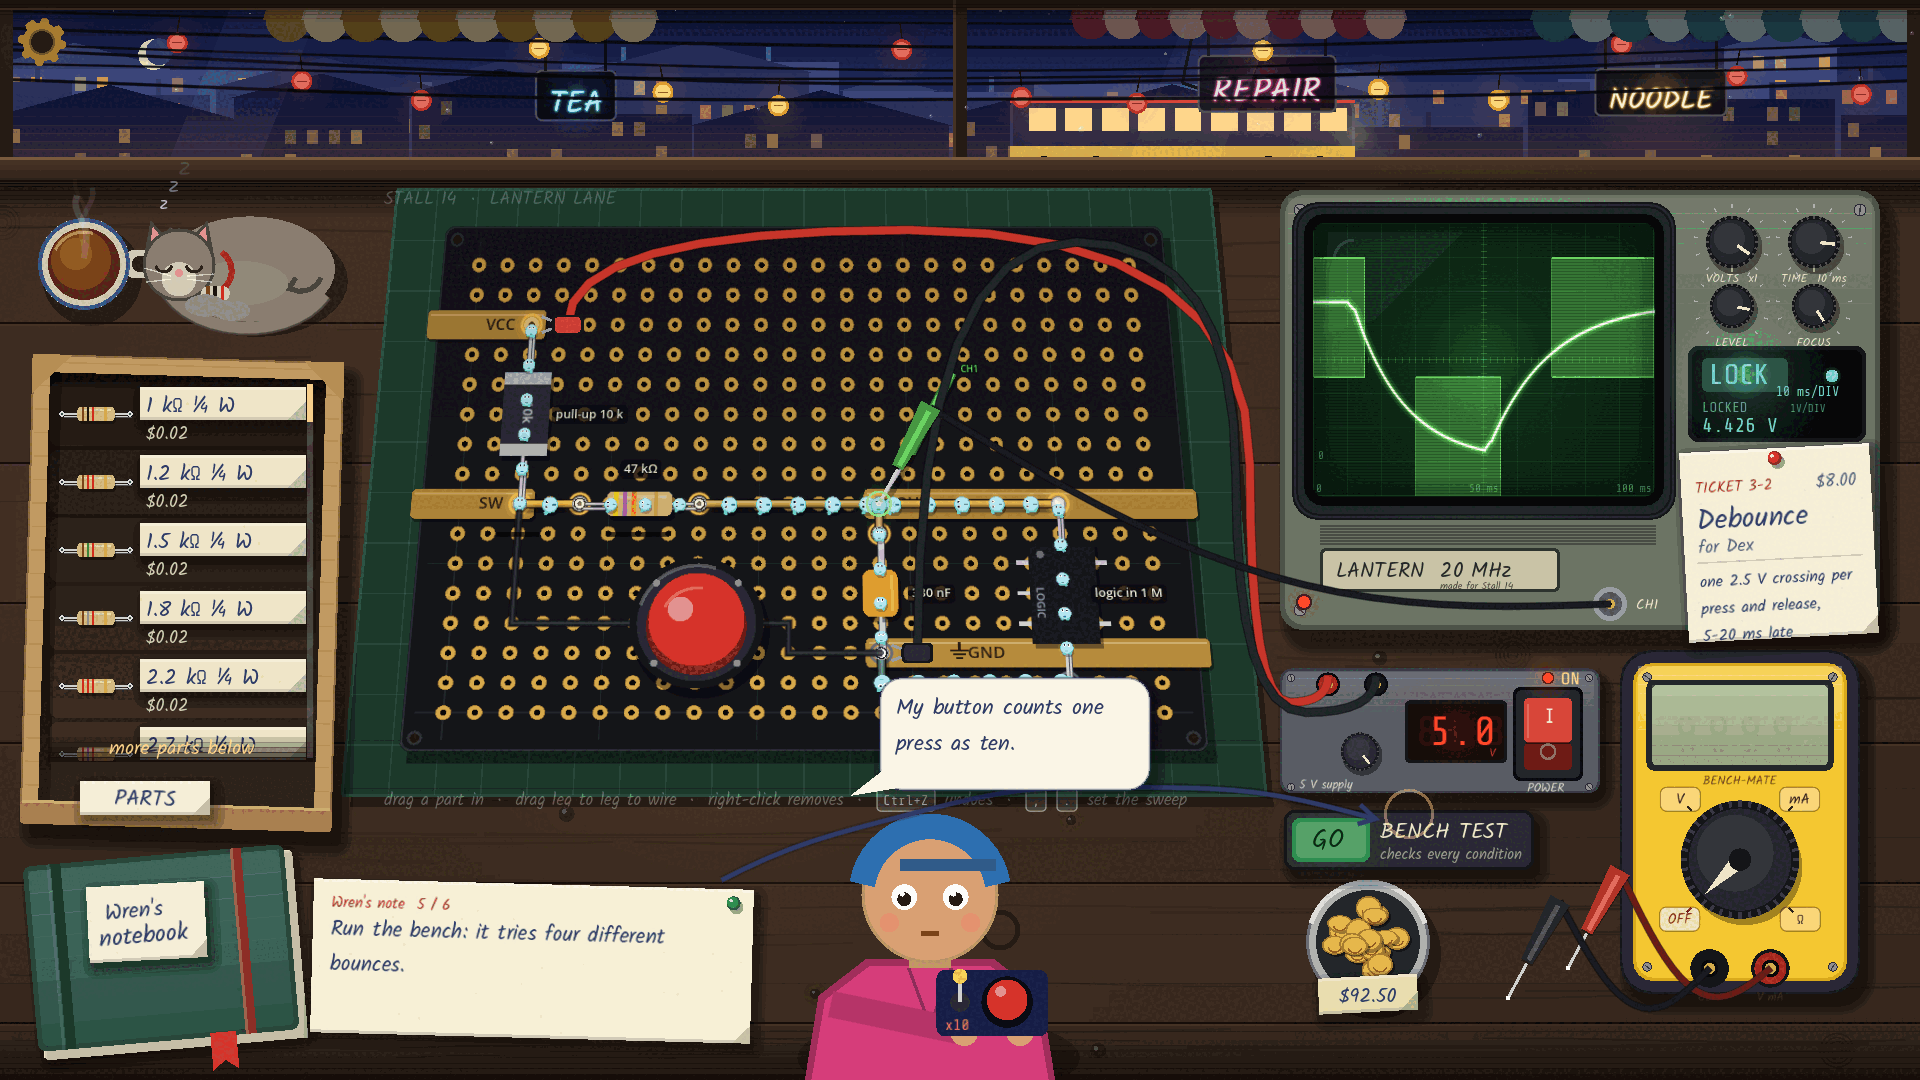 TEA
REPAIR
NOODLE
STALL 14 · LANTERN LANE
z
z
z
VCC
pull-up 10 k
47 kΩ
SW
CH1
LOGIC
logic in 1 M
GND
1 kΩ ¼ W
$0.02
1.2 kΩ ¼ W
$0.02
1.5 kΩ ¼ W
$0.02
1.8 kΩ ¼ W
$0.02
2.2 kΩ ¼ W
$0.02
more parts below
PARTS
My button counts one
press as ten.
drag a part in · drag leg to leg to wire · right-click removes · Ctrl+Z undoes · , . set the sweep
Wren's
notebook
Wren's note 5 / 6
Run the bench: it tries four different
bounces.
x10
0
0
50 ms
100 ms
VOLTS x1
TIME 10 ms
LEVEL
FOCUS
LOCK
10 ms/DIV
LOCKED
1V/DIV
4.426 V
LANTERN 20 MHz
made for Stall 14
CH1
TICKET 3-2
$8.00
Debounce
for Dex
one 2.5 V crossing per
press and release,
5-20 ms late
ON
5.0
V
I
5 V supply
POWER
GO
BENCH TEST
checks every condition
$92.50
BENCH-MATE
V
mA
OFF
Ω